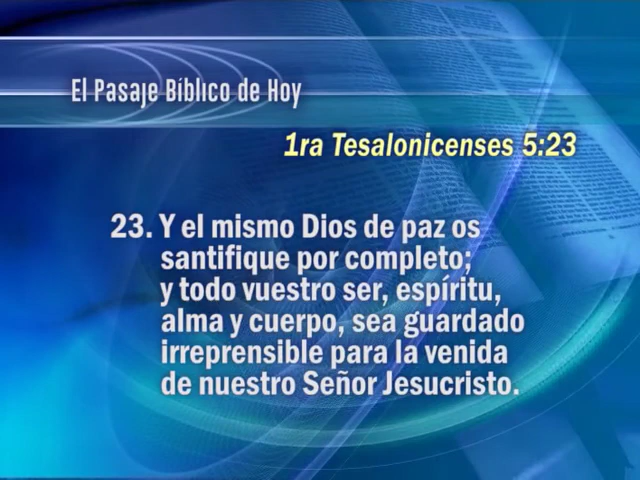 El Pasaje Bíblico de Hoy
1ra Tesalonicenses 5:23
23. Y el mismo Dios de paz os
santifique por completo;
y todo vuestro ser, espíritu,
alma y cuerpo, sea guardado
irreprensible para la venida
de nuestro Señor Jesucristo.